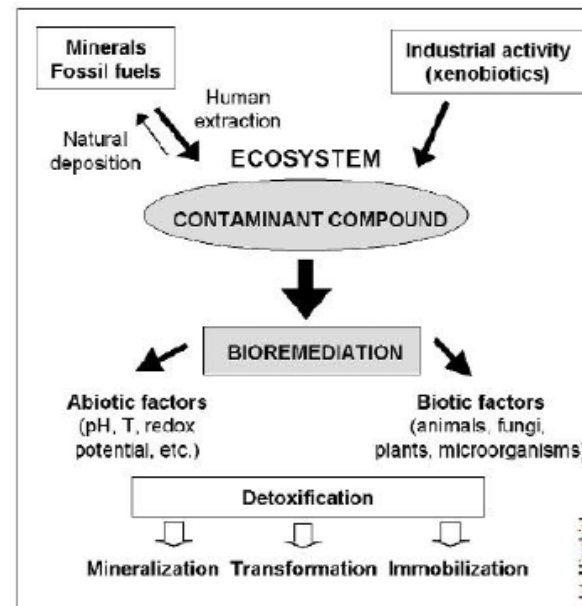 Minerals
Fossil fuels
Industrial activity
(xenobiotics)
Human
extraction
Natural
deposition
ECOSYSTEM
CONTAMINANT COMPOUND
BIOREMEDIATION
Abiotic factors
(pH, T, redox
potential, etc.)
Biotic factors
(animals, fungi,
plants, microorganisms)
Detoxification
Mineralization Transformation Immobilization